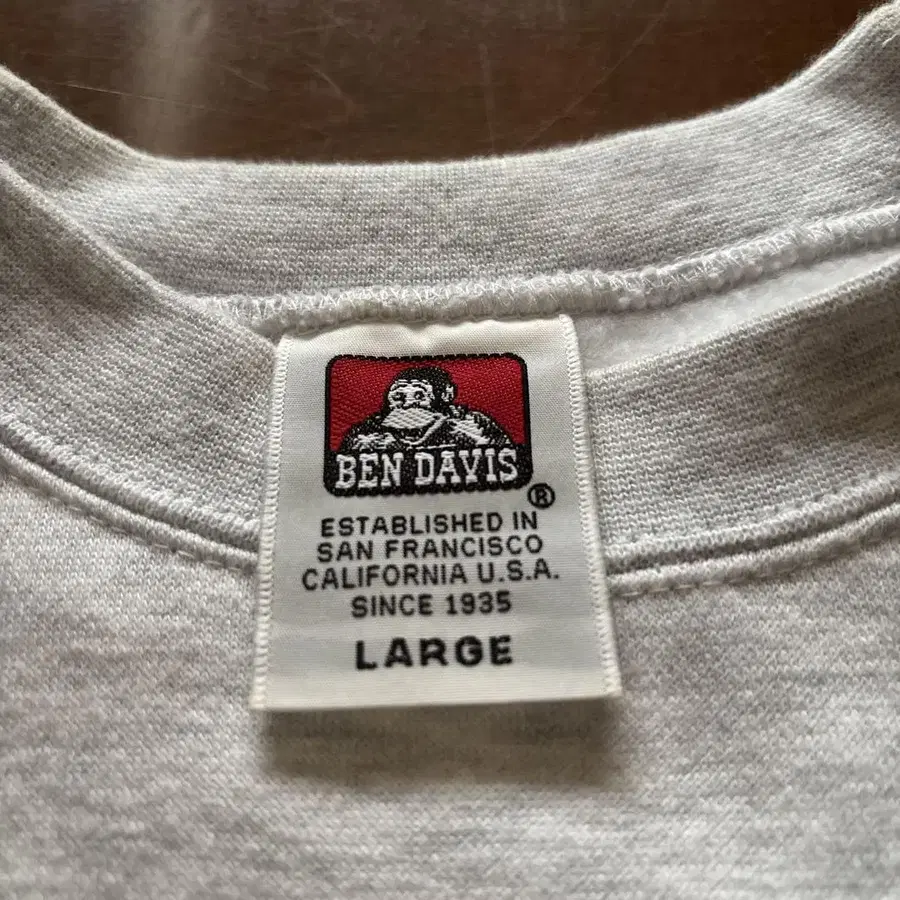 BEN DAVIS
®
ESTABLISHED IN
SAN FRANCISCO
CALIFORNIA U.S.A.
SINCE 1935
LARGE